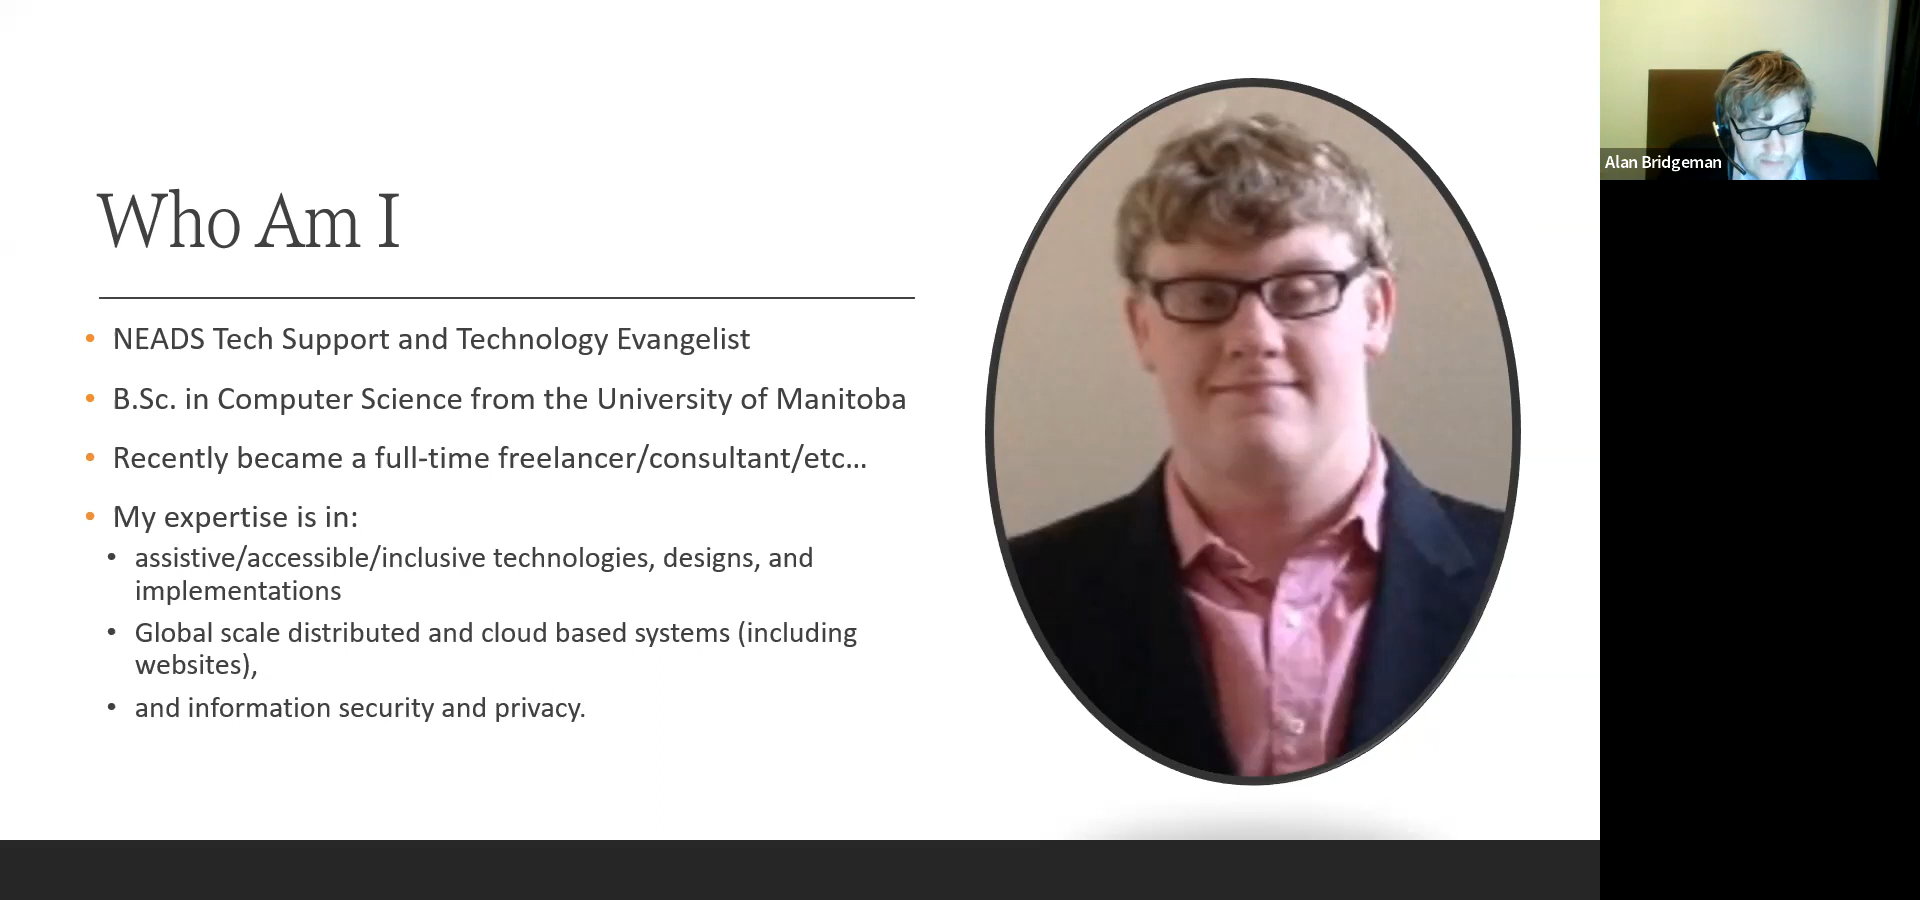 Who Am I
• NEADS Tech Support and Technology Evangelist
• B.Sc. in Computer Science from the University of Manitoba
• Recently became a full-time freelancer/consultant/etc...
• My expertise is in:
• assistive/accessible/inclusive technologies, designs, and
implementations
• Global scale distributed and cloud based systems (including
websites),
• and information security and privacy.
Alan Bridgeman